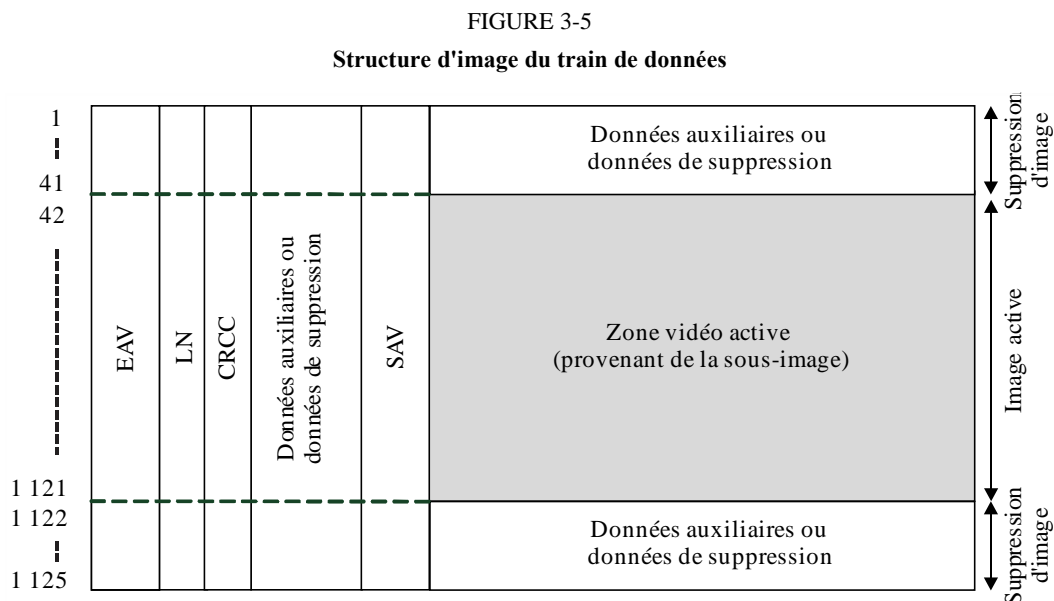 FIGURE 3-5
Structure d'image du train de données
1
41
42
1 121
1 122
1 125
EAV
LN
CRCC
Données auxiliaires ou
données de suppression
SAV
Données auxiliaires ou
données de suppression
Zone vidéo active
(provenant de la sous-image)
Données auxiliaires ou
données de suppression
Suppression
d'image
Image active
Suppression
d'image